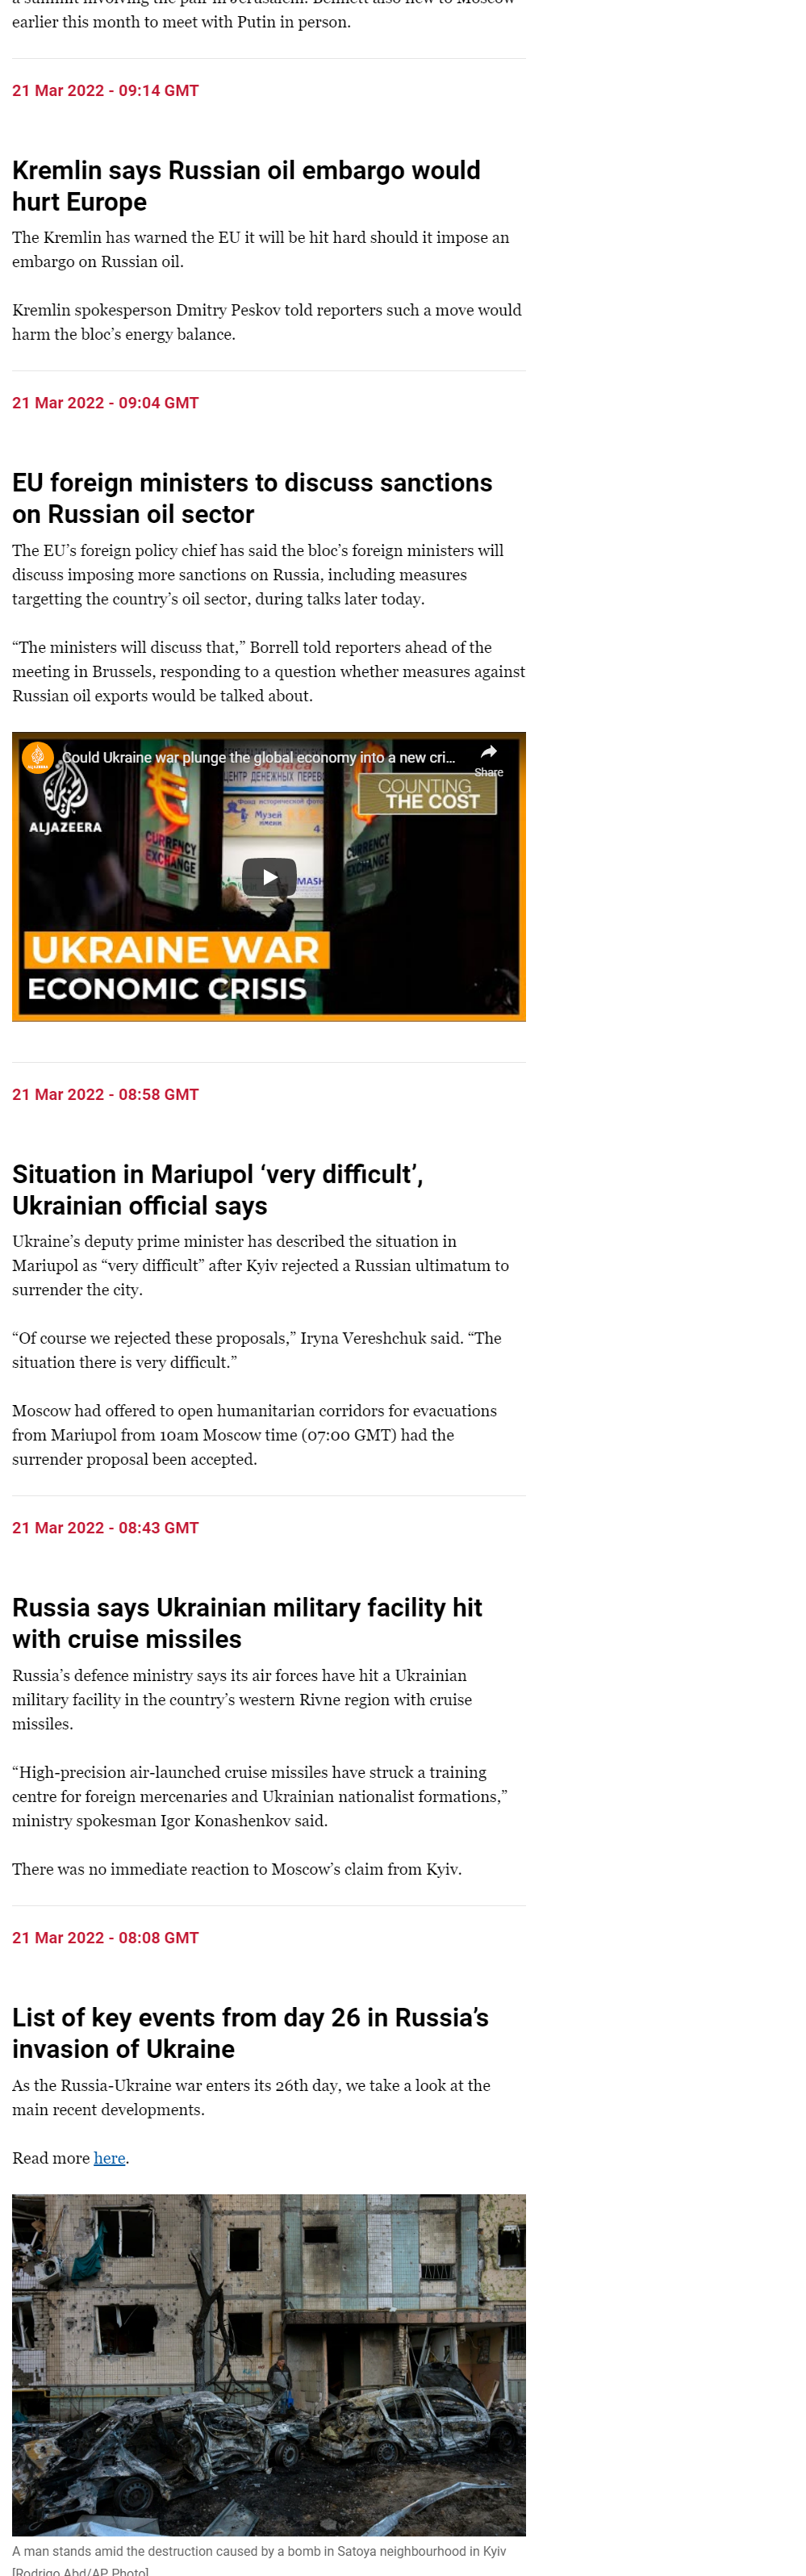 earlier this month to meet with Putin in person.
21 Mar 2022 - 09:14 GMT
Kremlin says Russian oil embargo would
hurt Europe
The Kremlin has warned the EU it will be hit hard should it impose an
embargo on Russian oil.
Kremlin spokesperson Dmitry Peskov told reporters such a move would
harm the bloc’s energy balance.
21 Mar 2022 - 09:04 GMT
EU foreign ministers to discuss sanctions
on Russian oil sector
The EU’s foreign policy chief has said the bloc’s foreign ministers will
discuss imposing more sanctions on Russia, including measures
targetting the country’s oil sector, during talks later today.
“The ministers will discuss that,” Borrell told reporters ahead of the
meeting in Brussels, responding to a question whether measures against
Russian oil exports would be talked about.
Could Ukraine war plunge the global economy into a new cri...
Share
24 часа
ЦЕНТР ДЕНЕЖНЫХ ПЕРЕВО
COUNTING
THE COST
Музей
ALJAZEERA
CURRENCY
EXCHANGE
CURRENCY
EXCHANGE
UKRAINE WAR
ECONOMIC CRISIS
21 Mar 2022 - 08:58 GMT
Situation in Mariupol ‘very difficult’,
Ukrainian official says
Ukraine’s deputy prime minister has described the situation in
Mariupol as “very difficult” after Kyiv rejected a Russian ultimatum to
surrender the city.
“Of course we rejected these proposals,” Iryna Vereshchuk said. “The
situation there is very difficult.”
Moscow had offered to open humanitarian corridors for evacuations
from Mariupol from 10am Moscow time (07:00 GMT) had the
surrender proposal been accepted.
21 Mar 2022 - 08:43 GMT
Russia says Ukrainian military facility hit
with cruise missiles
Russia’s defence ministry says its air forces have hit a Ukrainian
military facility in the country’s western Rivne region with cruise
missiles.
“High-precision air-launched cruise missiles have struck a training
centre for foreign mercenaries and Ukrainian nationalist formations,”
ministry spokesman Igor Konashenkov said.
There was no immediate reaction to Moscow’s claim from Kyiv.
21 Mar 2022 - 08:08 GMT
List of key events from day 26 in Russia’s
invasion of Ukraine
As the Russia-Ukraine war enters its 26th day, we take a look at the
main recent developments.
Read more here.
A man stands amid the destruction caused by a bomb in Satoya neighbourhood in Kyiv
[Rodrigo Abd/AP Photo]